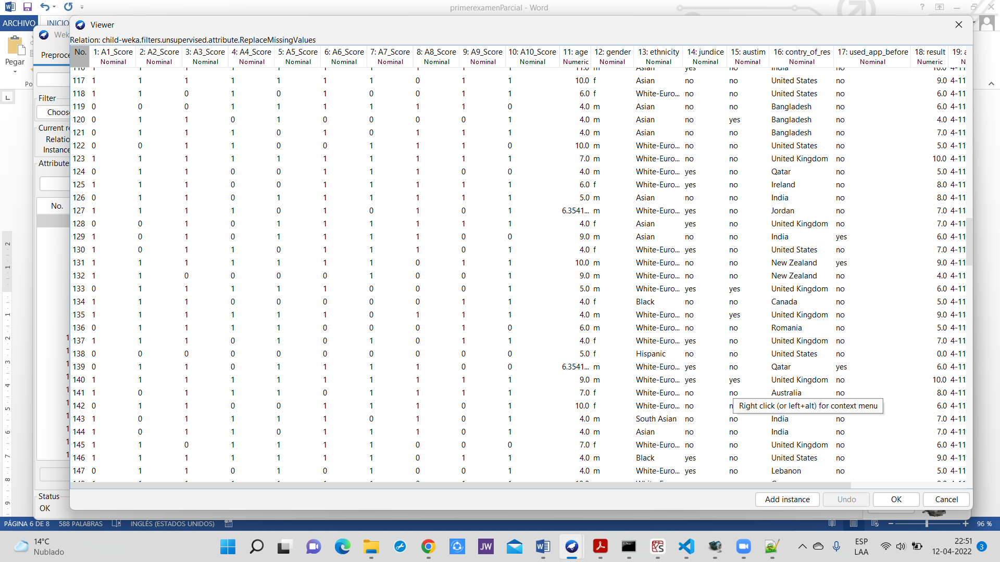 primerexamenParcial - Word
ARCHIVO
INICIO
Pegar
Viewer
Relation: child-weka.filters.unsupervised.attribute.ReplaceMissingValues
No. 1: A1_Score 2: A2_Score 3: A3_Score 4: A4_Score 5: A5_Score 6: A6_Score 7: A7_Score 8: A8_Score 9: A9_Score 10: A10_Score 11: age 12: gender 13: ethnicity 14: jundice 15: austim 16: contry_of_res 17: used_app_before 18: result 19: a
Nominal Nominal Nominal Nominal Nominal Nominal Nominal Nominal Nominal Nominal Numeric Nominal Nominal Nominal Nominal Nominal Nominal Numeric N
117 1 1 1 1 1 1 1 0 1 1 10.0 f Asian no no United States no 9.0 4-11
118 1 1 0 1 0 1 0 0 1 1 6.0 f White-Euro... no no United States no 6.0 4-11
119 0 0 0 1 1 1 1 1 1 0 4.0 m Asian no no Bangladesh no 6.0 4-11
120 0 1 1 0 1 0 0 0 0 1 4.0 m Asian no yes Bangladesh no 4.0 4-11
121 0 1 1 1 0 1 0 1 1 1 4.0 m Asian no no Bangladesh no 7.0 4-11
122 0 0 1 1 0 0 1 1 1 0 10.0 m White-Euro... no no United States no 5.0 4-11
123 1 1 1 1 1 1 1 1 1 1 7.0 m White-Euro... no no United Kingdom no 10.0 4-11
124 0 1 1 0 0 1 1 1 0 0 4.0 m White-Euro... yes no Qatar no 5.0 4-11
125 1 1 1 0 0 1 1 1 1 1 6.0 f White-Euro... yes no Ireland no 8.0 4-11
126 0 1 1 0 1 1 1 1 1 1 5.0 m Asian no no India no 8.0 4-11
127 1 1 1 1 0 1 0 1 0 1 6.3541... m White-Euro... yes no Jordan no 7.0 4-11
128 0 0 1 0 1 1 1 1 1 1 4.0 f Asian yes no United Kingdom no 7.0 4-11
129 1 0 1 0 1 1 1 1 0 0 9.0 m Asian no no India yes 6.0 4-11
130 1 0 1 1 0 1 1 1 0 1 4.0 f White-Euro... yes no United States no 7.0 4-11
131 1 1 1 1 1 1 1 0 1 1 10.0 m White-Euro... no no New Zealand yes 9.0 4-11
132 1 1 0 0 0 0 1 0 0 1 9.0 m White-Euro... no no New Zealand no 4.0 4-11
133 0 1 1 1 1 1 0 0 0 1 5.0 m White-Euro... yes yes United Kingdom no 6.0 4-11
134 1 1 1 0 0 0 0 0 1 1 4.0 f Black no no Canada no 5.0 4-11
135 1 1 1 1 1 1 0 1 1 1 4.0 m White-Euro... no yes United Kingdom no 9.0 4-11
136 0 1 1 1 1 0 0 0 1 0 6.0 m White-Euro... no no Romania no 5.0 4-11
137 1 1 1 0 1 0 1 0 1 1 4.0 f White-Euro... yes no United Kingdom no 7.0 4-11
138 0 0 0 0 0 0 0 0 0 0 5.0 f Hispanic no no United States no 0.0 4-11
139 0 1 1 0 1 1 1 1 0 0 6.3541... m White-Euro... yes no Qatar yes 6.0 4-11
140 1 1 1 1 1 1 1 1 1 1 9.0 m White-Euro... yes yes United Kingdom no 10.0 4-11
141 1 0 1 1 1 0 1 1 1 1 7.0 f White-Euro... no no Australia no 8.0 4-11
142 0 1 1 0 0 1 1 1 0 1 10.0 f White-Euro... no n Right click (or left+alt) for context menu 6.0 4-11
143 1 0 1 1 1 1 0 1 0 1 4.0 m South Asian no no India no 7.0 4-11
144 1 0 1 1 0 1 1 1 0 1 4.0 m Asian no no India no 7.0 4-11
145 1 1 0 1 1 1 1 0 0 0 7.0 f White-Euro... no no United Kingdom no 6.0 4-11
146 1 1 1 1 1 1 1 0 1 1 4.0 m Black yes no United States no 9.0 4-11
147 0 1 1 0 1 0 1 0 0 1 4.0 m White-Euro... yes no Lebanon no 5.0 4-11
Add instance Undo OK Cancel
Wek
Preproce
Filter
Choos
Current re
Relatio
Instance
Attribute
No.
Status
OK
PÁGINA 6 DE 8 588 PALABRAS INGLÉS (ESTADOS UNIDOS) 96 %
14°C
Nublado
JW
ESP
LAA
22:51
12-04-2022
3